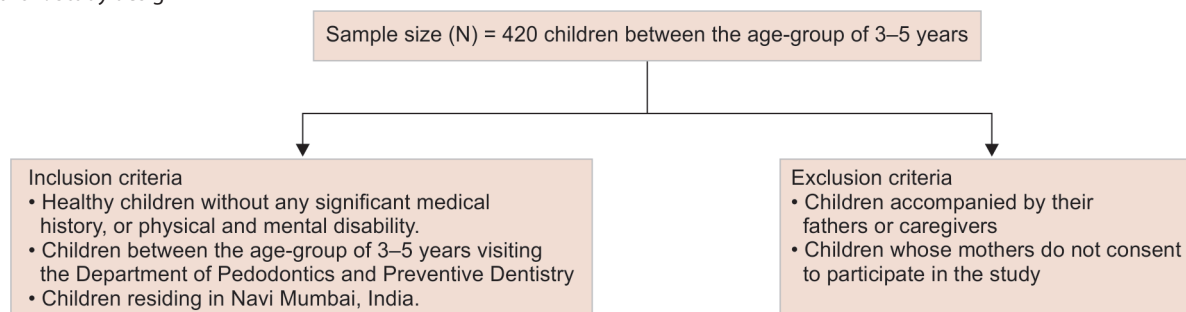 Sample size (N) = 420 children between the age-group of 3–5 years
Inclusion criteria
• Healthy children without any significant medical
history, or physical and mental disability.
• Children between the age-group of 3–5 years visiting
the Department of Pedodontics and Preventive Dentistry
• Children residing in Navi Mumbai, India.
Exclusion criteria
• Children accompanied by their
fathers or caregivers
• Children whose mothers do not consent
to participate in the study